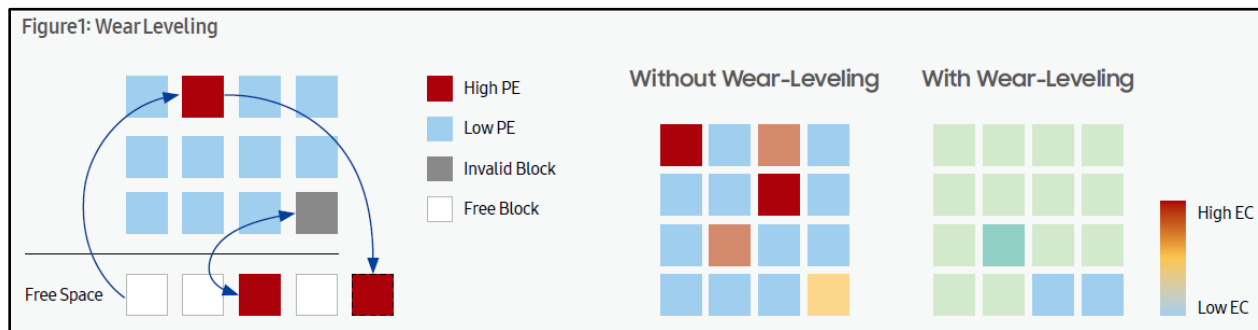 Figure1: Wear Leveling
High PE
Low PE
Invalid Block
Free Block
Free Space
Without Wear-Leveling
With Wear-Leveling
High EC
Low EC